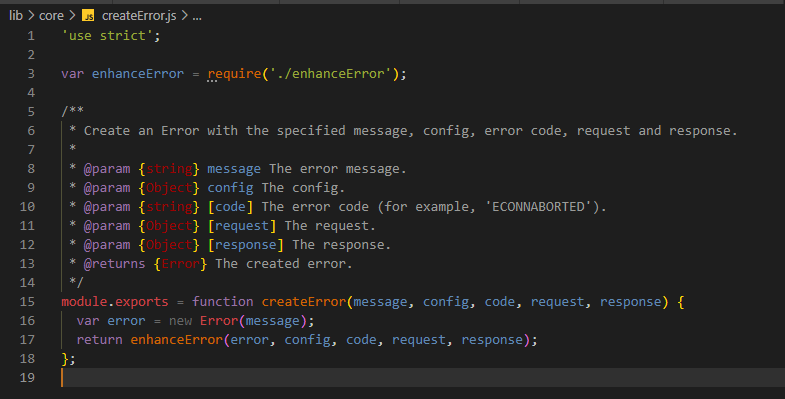 lib > core > JS createError.js > ...
1 'use strict';
2
3 var enhanceError = require('./enhanceError');
4
5 /**
6  * Create an Error with the specified message, config, error code, request and response.
7  *
8  * @param {string} message The error message.
9  * @param {Object} config The config.
10  * @param {string} [code] The error code (for example, 'ECONNABORTED').
11  * @param {Object} [request] The request.
12  * @param {Object} [response] The response.
13  * @returns {Error} The created error.
14  */
15 module.exports = function createError(message, config, code, request, response) {
16   var error = new Error(message);
17   return enhanceError(error, config, code, request, response);
18 };
19